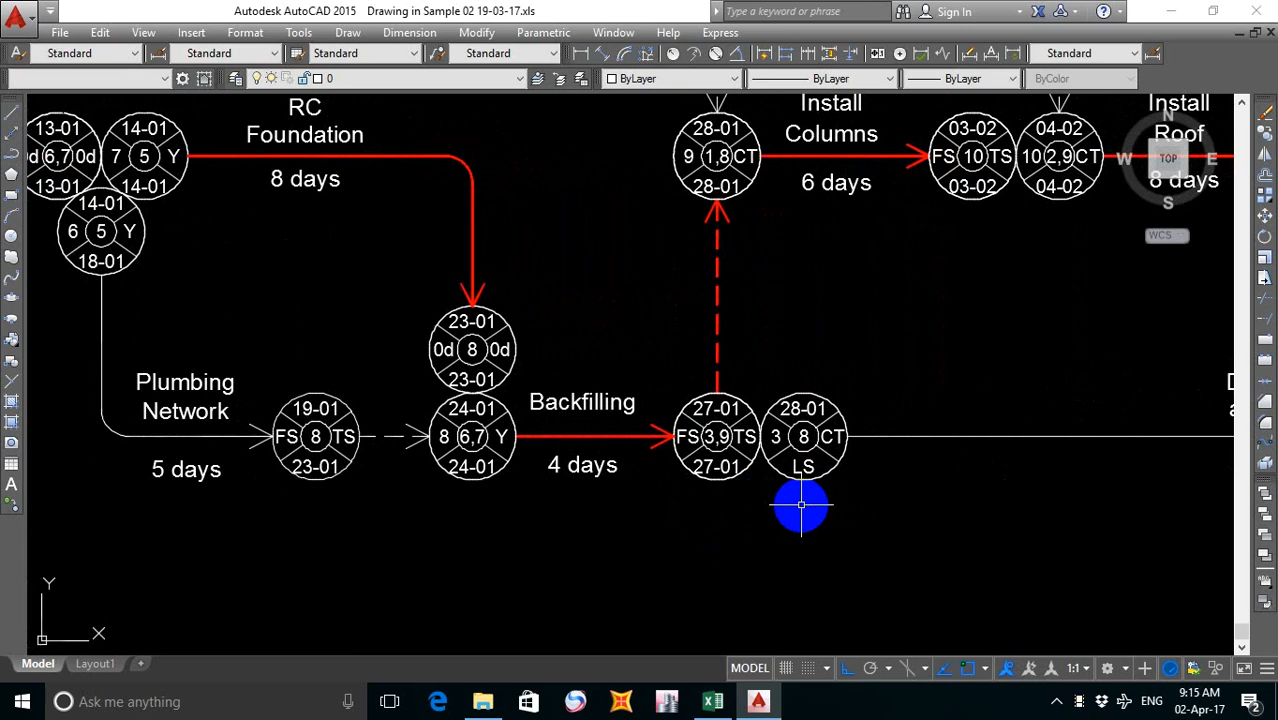 Autodesk AutoCAD 2015 Drawing in Sample 02 19-03-17.xls
Type a keyword or phrase
Sign In
File Edit View Insert Format Tools Draw Dimension Modify Parametric Window Help Express
Standard Standard Standard Standard Standard
0 ByLayer ByLayer ByLayer ByColor
RC
Foundation
8 days
13-01
d 6,7 0d
13-01
14-01
7 5 Y
14-01
14-01
6 5 Y
18-01
28-01
9 1,8 CT
28-01
Install
Columns
6 days
03-02
FS 10 TS
03-02
04-02
10 2,9 CT
04-02
Install
Roof
8 days
N
W TOP E
S
WCS
23-01
0d 8 0d
23-01
Plumbing
Network
5 days
19-01
FS 8 TS
23-01
24-01
8 6,7 Y
24-01
Backfilling
4 days
27-01
FS 3,9 TS
27-01
28-01
3 8 CT
LS
a
Y
X
Model Layout1 +
MODEL 1:1
Ask me anything
ENG
9:15 AM
02-Apr-17
2